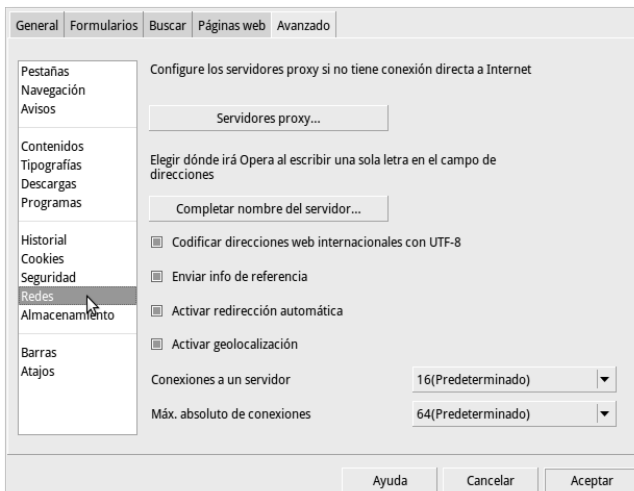 General
Formularios
Buscar
Páginas web
Avanzado
Pestañas
Navegación
Avisos
Contenidos
Tipografías
Descargas
Programas
Historial
Cookies
Seguridad
Redes
Almacenamiento
Barras
Atajos
Configure los servidores proxy si no tiene conexión directa a Internet
Servidores proxy...
Elegir dónde irá Opera al escribir una sola letra en el campo de
direcciones
Completar nombre del servidor...
Codificar direcciones web internacionales con UTF-8
Enviar info de referencia
Activar redirección automática
Activar geolocalización
Conexiones a un servidor
16(Predeterminado)
Máx. absoluto de conexiones
64(Predeterminado)
Ayuda
Cancelar
Aceptar